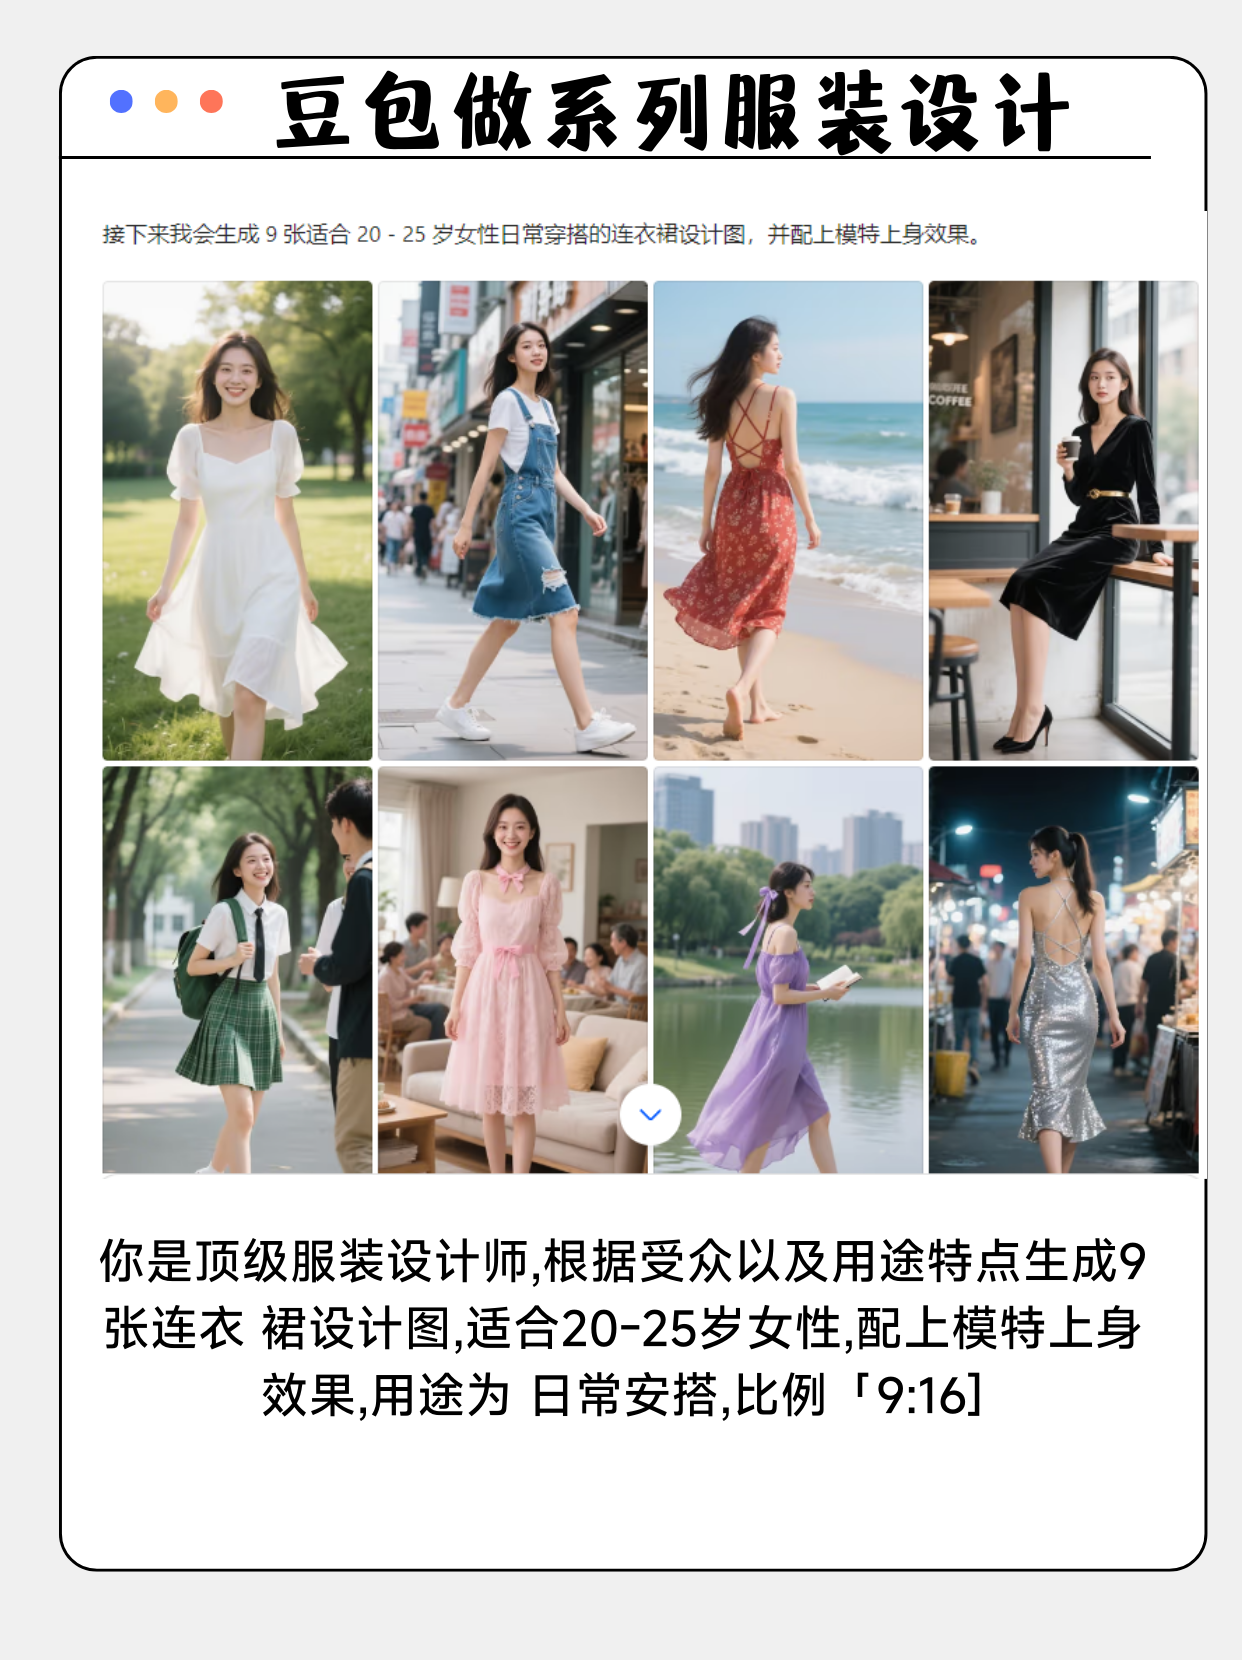 豆包做系列服装设计
接下来我会生成 9 张适合 20 - 25 岁女性日常穿搭的连衣裙设计图，并配上模特上身效果。
COFFEE
你是顶级服装设计师,根据受众以及用途特点生成9
张连衣 裙设计图,适合20-25岁女性,配上模特上身
效果,用途为 日常安搭,比例「9:16]